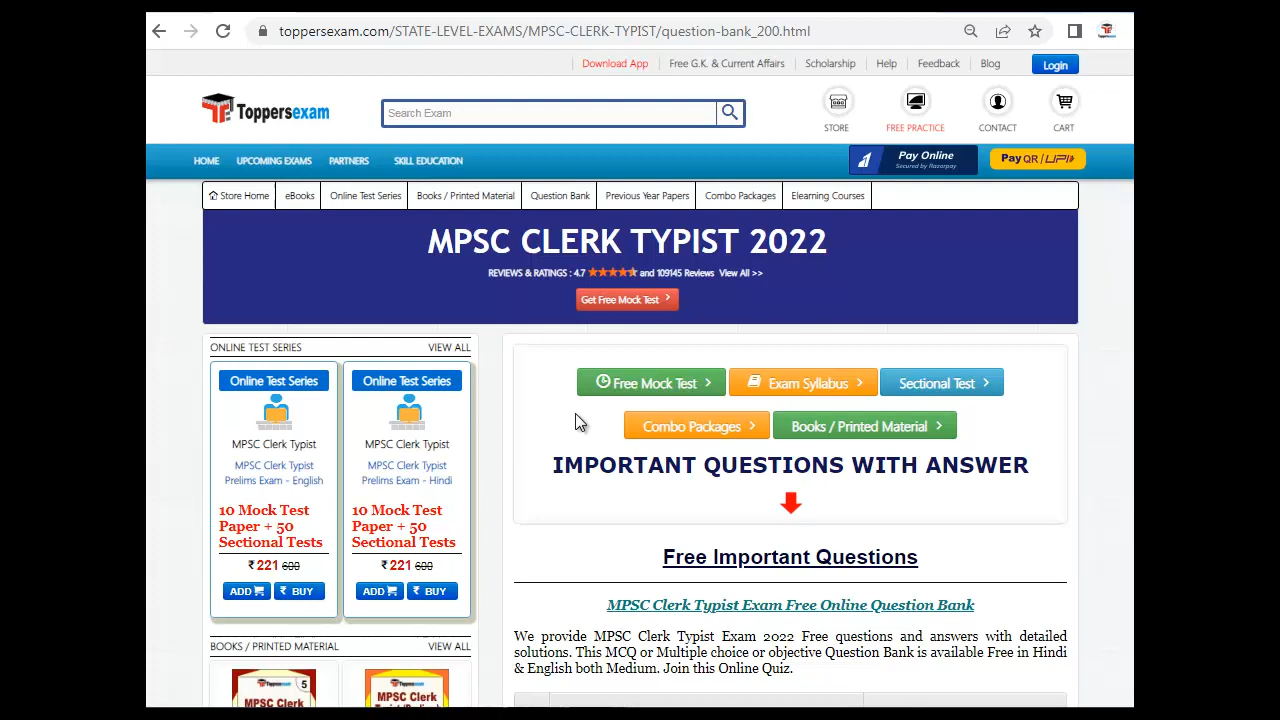 toppersexam.com/STATE-LEVEL-EXAMS/MPSC-CLERK-TYPIST/question-bank_200.html
Download App Free G.K. & Current Affairs Scholarship Help Feedback Blog Login
Toppersexam
Search Exam
STORE FREE PRACTICE CONTACT CART
HOME UPCOMING EXAMS PARTNERS SKILL EDUCATION
Pay Online
Secured by Razorpay
Pay QR / UPI
Store Home eBooks Online Test Series Books / Printed Material Question Bank Previous Year Papers Combo Packages Elearning Courses
MPSC CLERK TYPIST 2022
REVIEWS & RATINGS : 4.7 and 109145 Reviews View All >>
Get Free Mock Test
ONLINE TEST SERIES VIEW ALL
Online Test Series
MPSC Clerk Typist
MPSC Clerk Typist
Prelims Exam - English
10 Mock Test
Paper + 50
Sectional Tests
₹ 221 600
ADD ₹ BUY
Online Test Series
MPSC Clerk Typist
MPSC Clerk Typist
Prelims Exam - Hindi
10 Mock Test
Paper + 50
Sectional Tests
₹ 221 600
ADD ₹ BUY
BOOKS / PRINTED MATERIAL VIEW ALL
Toppersexam 5
MPSC Clerk
Toppersexam
MPSC Clerk
Free Mock Test Exam Syllabus Sectional Test
Combo Packages Books / Printed Material
IMPORTANT QUESTIONS WITH ANSWER
Free Important Questions
MPSC Clerk Typist Exam Free Online Question Bank
We provide MPSC Clerk Typist Exam 2022 Free questions and answers with detailed
solutions. This MCQ or Multiple choice or objective Question Bank is available Free in Hindi
& English both Medium. Join this Online Quiz.